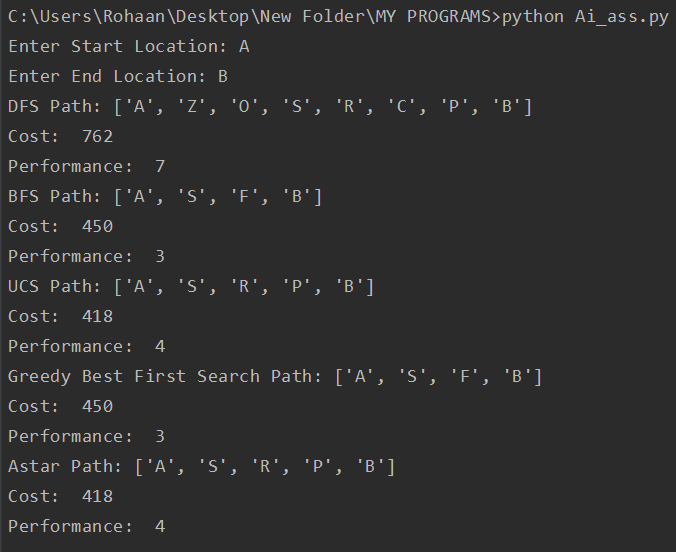 C:\Users\Rohaan\Desktop\New Folder\MY PROGRAMS>python Ai_ass.py
Enter Start Location: A
Enter End Location: B
DFS Path: ['A', 'Z', 'O', 'S', 'R', 'C', 'P', 'B']
Cost:  762
Performance:  7
BFS Path: ['A', 'S', 'F', 'B']
Cost:  450
Performance:  3
UCS Path: ['A', 'S', 'R', 'P', 'B']
Cost:  418
Performance:  4
Greedy Best First Search Path: ['A', 'S', 'F', 'B']
Cost:  450
Performance:  3
Astar Path: ['A', 'S', 'R', 'P', 'B']
Cost:  418
Performance:  4